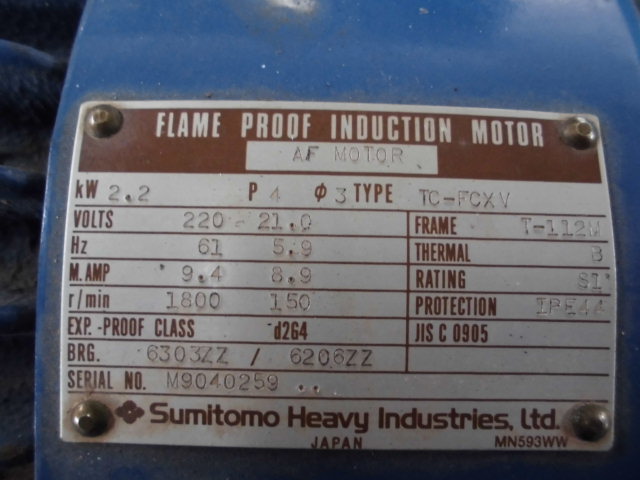 FLAME PROOF INDUCTION MOTOR
AF MOTOR
kW 2.2 P 4 φ 3 TYPE TC-FCXV
VOLTS 220 21.0 FRAME T-112M
Hz 61 5.9 THERMAL B
M. AMP 9.4 8.9 RATING S1
r/min 1800 150 PROTECTION IPE44
EXP.-PROOF CLASS d2G4 JIS C 0905
BRG. 6303ZZ / 6206ZZ
SERIAL NO. M9040259
Sumitomo Heavy Industries, Ltd.
JAPAN MN593WW